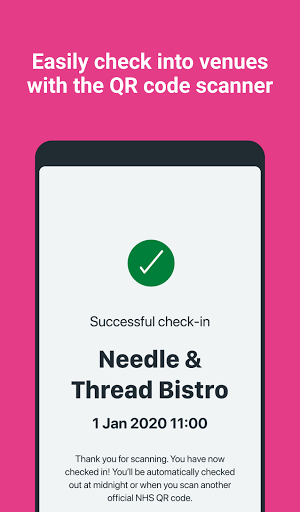 Easily check into venues
with the QR code scanner
Successful check-in
Needle &
Thread Bistro
1 Jan 2020 11:00
Thank you for scanning. You have now
checked in! You'll be automatically checked
out at midnight or when you scan another
official NHS QR code.